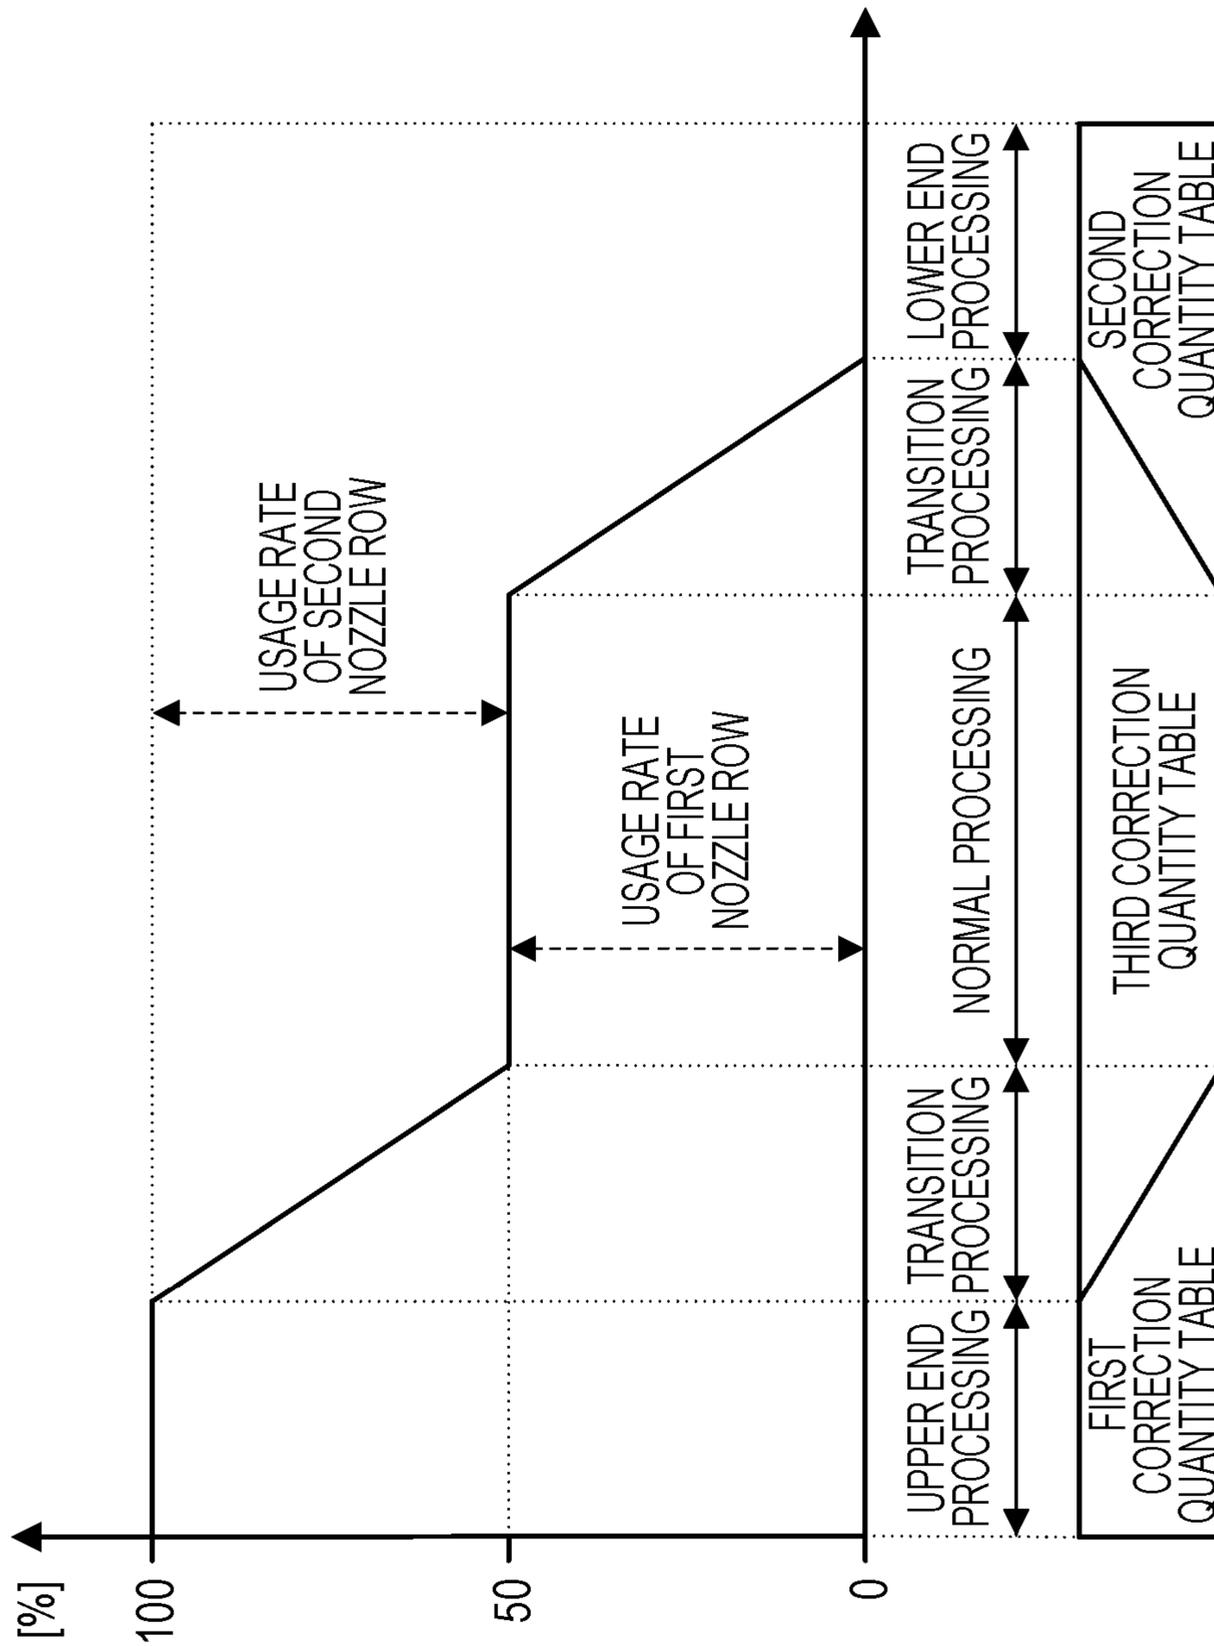 [%]
100
50
0
USAGE RATE
OF SECOND
NOZZLE ROW
USAGE RATE
OF FIRST
NOZZLE ROW
UPPER END
PROCESSING
TRANSITION
PROCESSING
NORMAL PROCESSING
TRANSITION
PROCESSING
LOWER END
PROCESSING
FIRST
CORRECTION
QUANTITY TABLE
THIRD CORRECTION
QUANTITY TABLE
SECOND
CORRECTION
QUANTITY TABLE